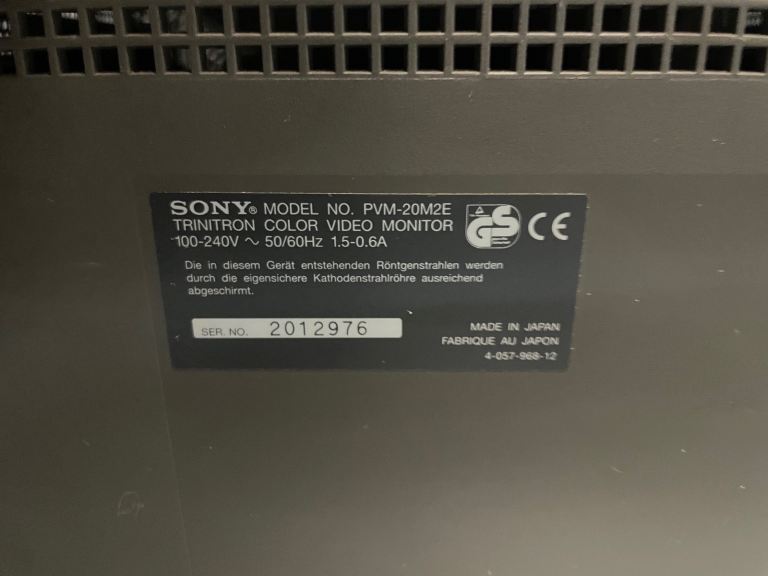 SONY® MODEL NO. PVM-20M2E
TRINITRON COLOR VIDEO MONITOR
100-240V ~ 50/60Hz 1.5-0.6A
GS CE
Die in diesem Gerät entstehenden Röntgenstrahlen werden
durch die eigensichere Kathodenstrahlröhre ausreichend
abgeschirmt.
SER. NO. 2012976
MADE IN JAPAN
FABRIQUE AU JAPON
4-057-968-12